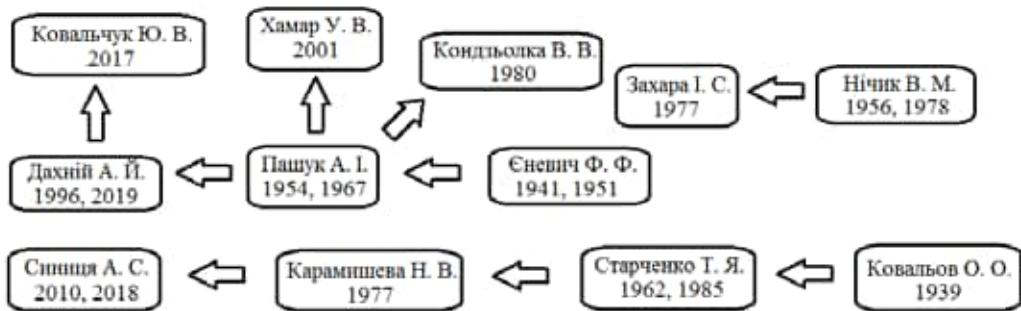 Ковальчук Ю. В.
2017
Хамар У. В.
2001
Кондзьолка В. В.
1980
Захара І. С.
1977
Нічик В. М.
1956, 1978
Дахній А. Й.
1996, 2019
Пашук А. І.
1954, 1967
Єневич Ф. Ф.
1941, 1951
Синиця А. С.
2010, 2018
Карамишева Н. В.
1977
Старченко Т. Я.
1962, 1985
Ковальов О. О.
1939